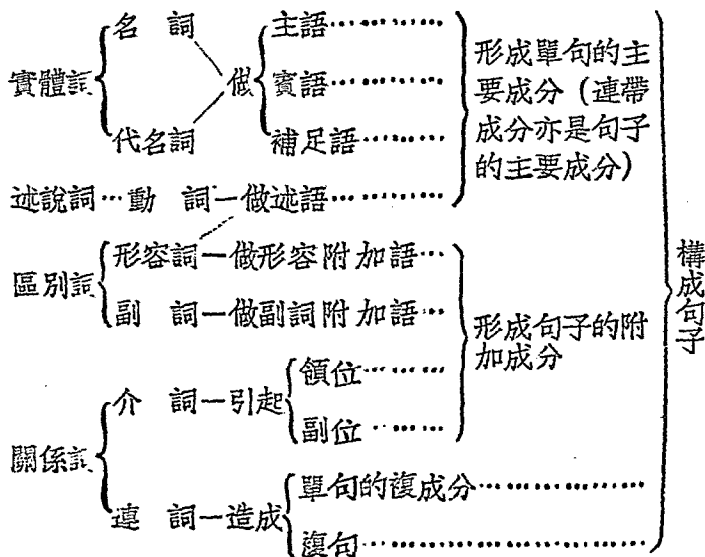 實體詞
名詞
代名詞
做
主語…………
賓語…………
補足語…………
形成單句的主
要成分（連帶
成分亦是句子
的主要成分）
述說詞…動　詞—做述語…………
區別詞
形容詞—做形容附加語…
副　詞—做副詞附加語…
形成句子的附
加成分
關係詞
介　詞—引起
領位………
副位………
連　詞—造成
單句的復成分………………
復句…………………………
構成句子